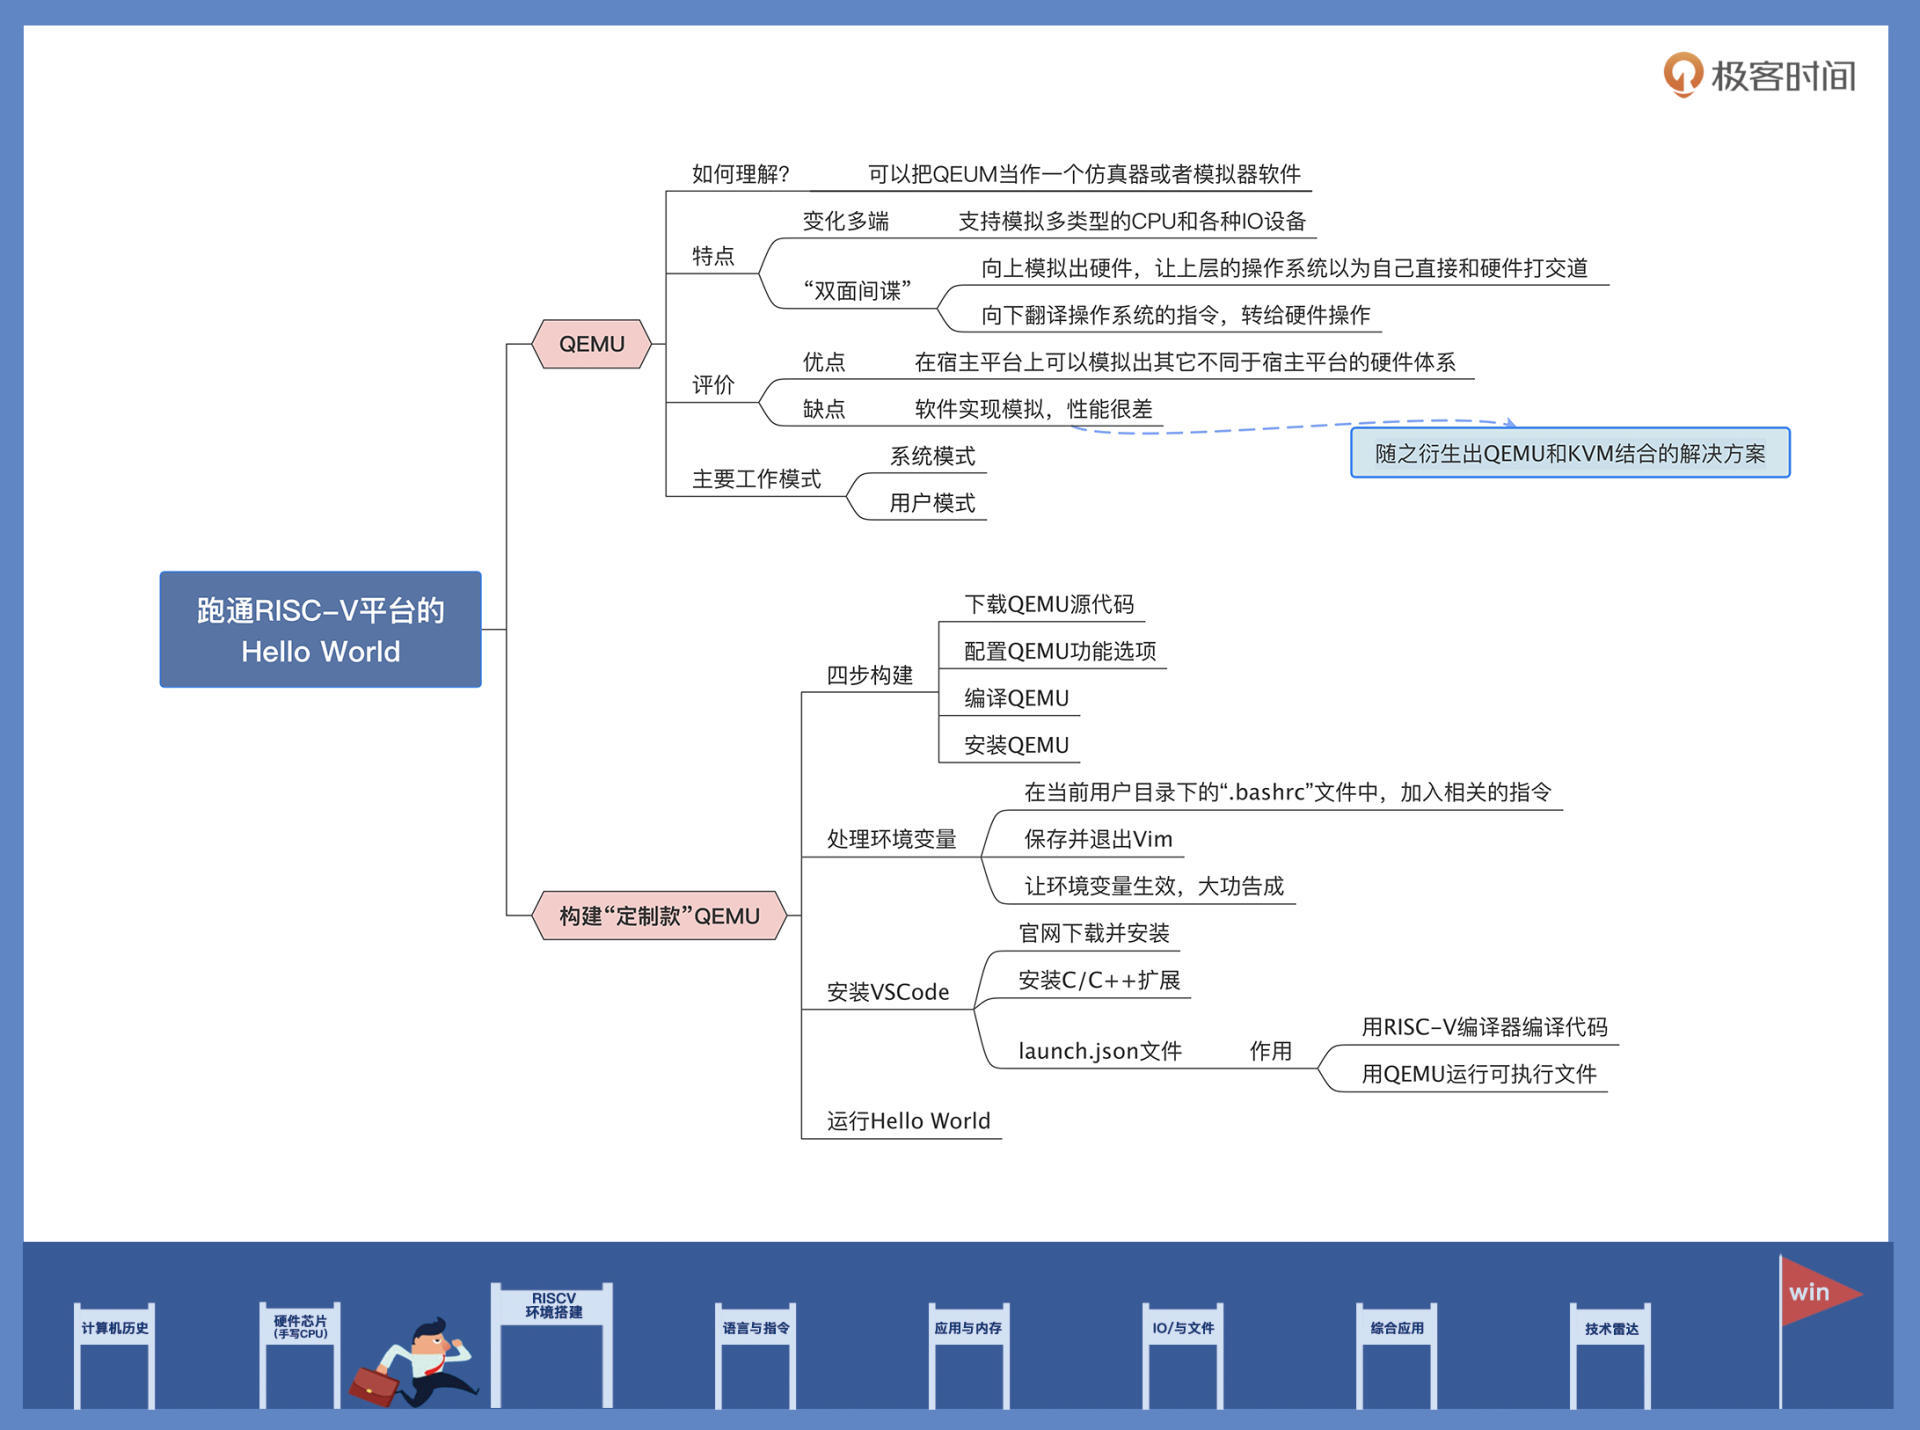 极客时间
如何理解？
可以把QEUM当作一个仿真器或者模拟器软件
特点
变化多端
支持模拟多类型的CPU和各种IO设备
“双面间谍”
向上模拟出硬件，让上层的操作系统以为自己直接和硬件打交道
向下翻译操作系统的指令，转给硬件操作
QEMU
评价
优点
在宿主平台上可以模拟出其它不同于宿主平台的硬件体系
缺点
软件实现模拟，性能很差
随之衍生出QEMU和KVM结合的解决方案
主要工作模式
系统模式
用户模式
跑通RISC-V平台的
Hello World
构建“定制款”QEMU
四步构建
下载QEMU源代码
配置QEMU功能选项
编译QEMU
安装QEMU
处理环境变量
在当前用户目录下的“.bashrc”文件中，加入相关的指令
保存并退出Vim
让环境变量生效，大功告成
安装VSCode
官网下载并安装
安装C/C++扩展
launch.json文件
作用
用RISC-V编译器编译代码
用QEMU运行可执行文件
运行Hello World
计算机历史
硬件芯片
(手写CPU)
RISCV
环境搭建
语言与指令
应用与内存
IO/与文件
综合应用
技术雷达
win